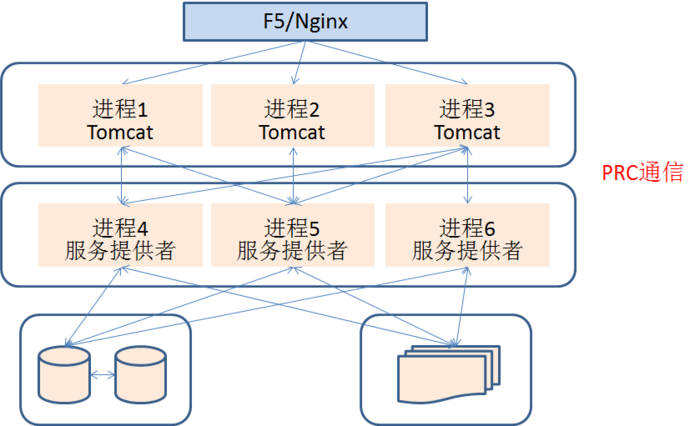 F5/Nginx
进程1
Tomcat
进程2
Tomcat
进程3
Tomcat
PRC通信
进程4
服务提供者
进程5
服务提供者
进程6
服务提供者